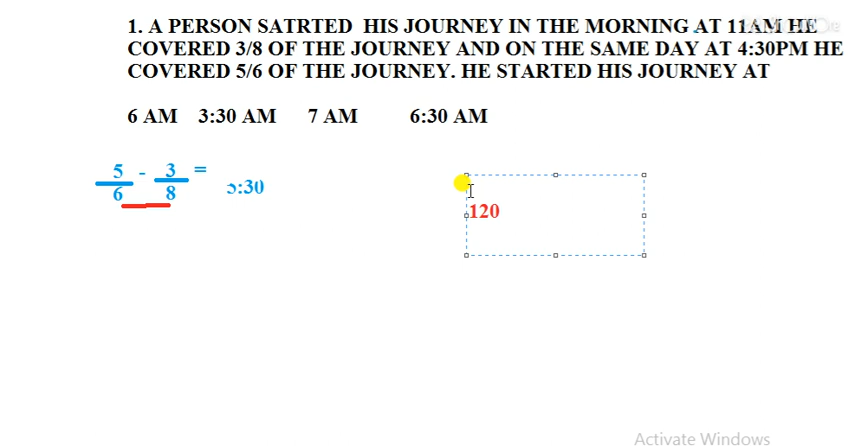 1. A PERSON SATRTED HIS JOURNEY IN THE MORNING AT 11AM HE
COVERED 3/8 OF THE JOURNEY AND ON THE SAME DAY AT 4:30PM HE
COVERED 5/6 OF THE JOURNEY. HE STARTED HIS JOURNEY AT
6 AM 3:30 AM 7 AM 6:30 AM
5 - 3 =
6 8
5:30
120
Activate Windows